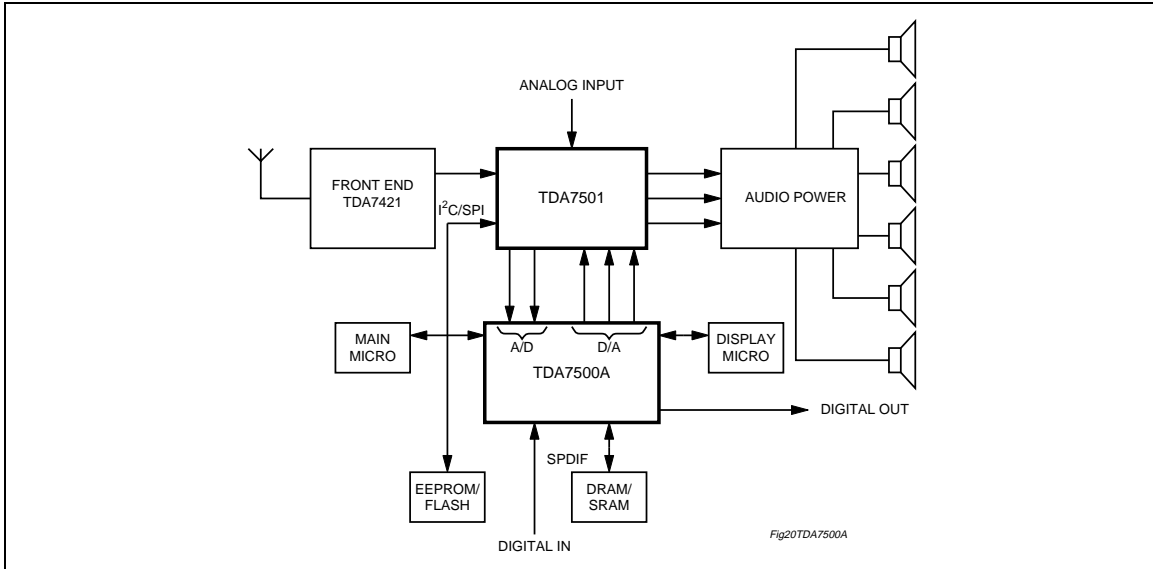 ANALOG INPUT
FRONT END
TDA7421
I²C/SPI
TDA7501
AUDIO POWER
MAIN
MICRO
A/D
D/A
TDA7500A
DISPLAY
MICRO
DIGITAL OUT
SPDIF
EEPROM/
FLASH
DRAM/
SRAM
DIGITAL IN
Fig20TDA7500A